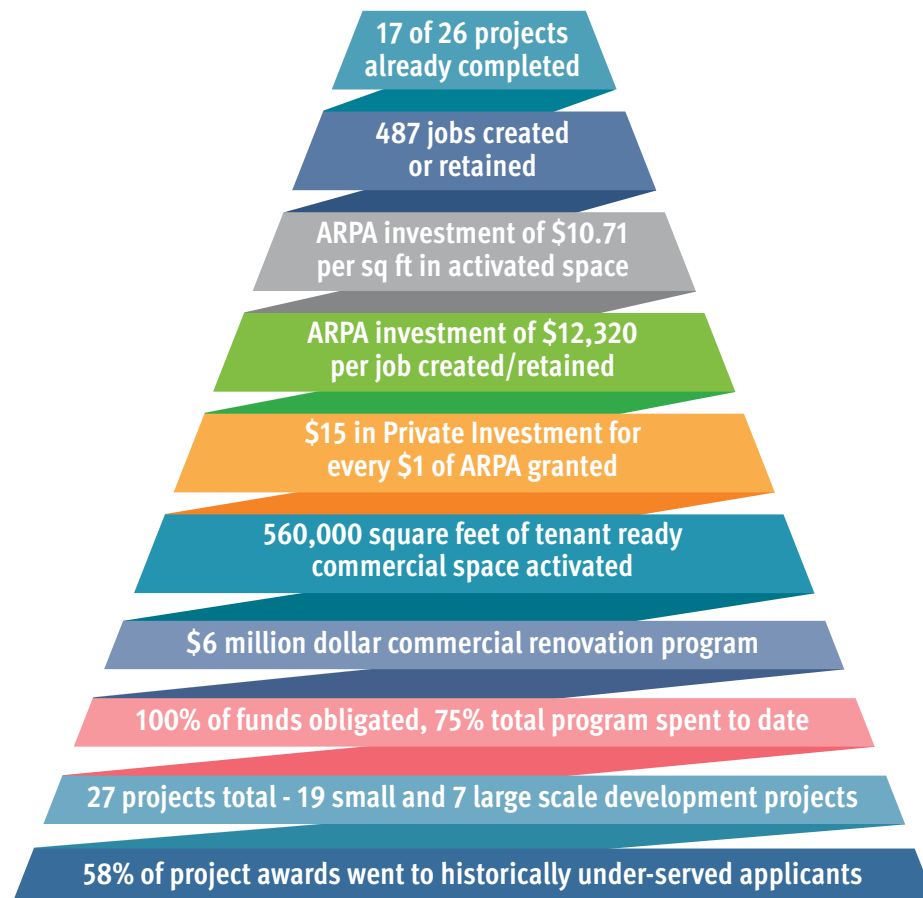 17 of 26 projects
already completed
487 jobs created
or retained
ARPA investment of $10.71
per sq ft in activated space
ARPA investment of $12,320
per job created/retained
$15 in Private Investment for
every $1 of ARPA granted
560,000 square feet of tenant ready
commercial space activated
$6 million dollar commercial renovation program
100% of funds obligated, 75% total program spent to date
27 projects total - 19 small and 7 large scale development projects
58% of project awards went to historically under-served applicants